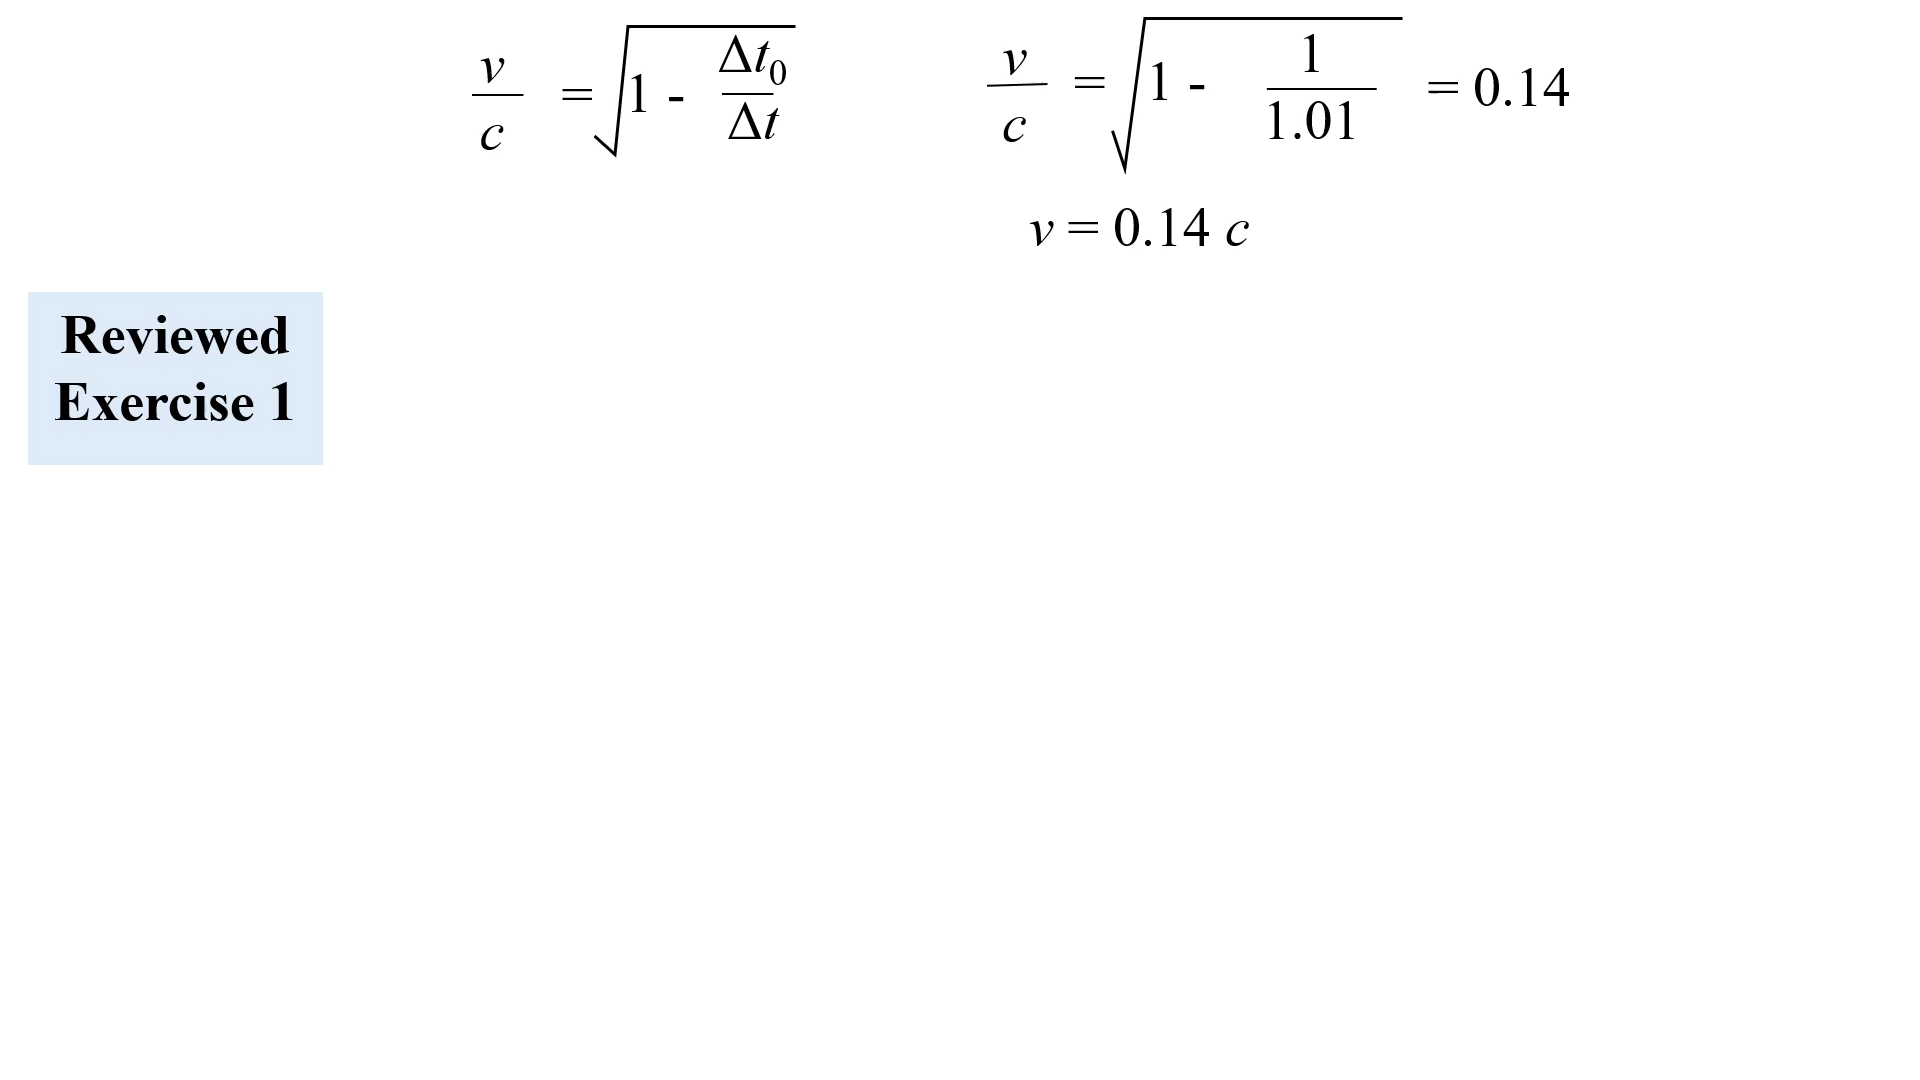 v/c = √(1 - Δt₀/Δt)
v/c = √(1 - 1/1.01) = 0.14
v = 0.14 c
Reviewed
Exercise 1